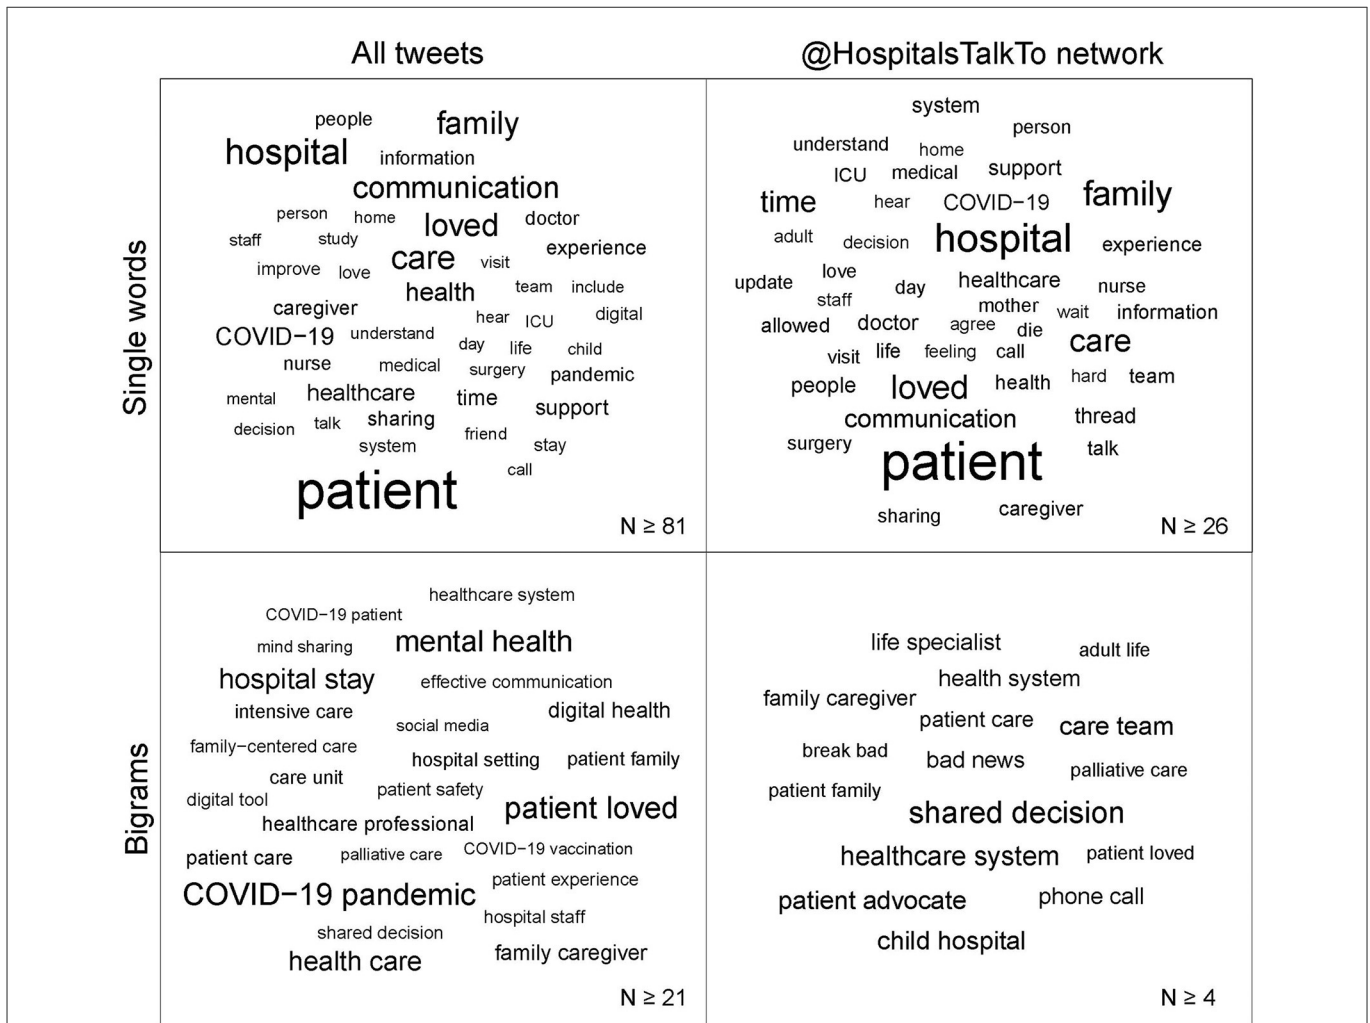 All tweets
@HospitalsTalkTo network
Single words
people
family
hospital
information
communication
person
home
loved
doctor
staff
study
care
visit
experience
improve
love
health
team
include
caregiver
hear
ICU
digital
COVID−19
understand
day
life
child
nurse
medical
surgery
pandemic
mental
healthcare
time
support
decision
talk
sharing
friend
system
stay
call
patient
N ≥ 81
system
person
understand
home
ICU
medical
support
time
hear
COVID−19
family
adult
decision
hospital
experience
update
love
healthcare
nurse
staff
day
mother
wait
information
allowed
doctor
agree
die
care
visit
life
feeling
call
people
loved
health
hard
team
communication
thread
surgery
patient
talk
sharing
caregiver
N ≥ 26
Bigrams
healthcare system
COVID−19 patient
mind sharing
mental health
hospital stay
effective communication
intensive care
social media
digital health
family−centered care
hospital setting
patient family
care unit
digital tool
patient safety
patient loved
healthcare professional
patient care
palliative care
COVID−19 vaccination
COVID−19 pandemic
patient experience
hospital staff
shared decision
health care
family caregiver
N ≥ 21
life specialist
adult life
health system
family caregiver
patient care
care team
break bad
bad news
palliative care
patient family
shared decision
healthcare system
patient loved
patient advocate
phone call
child hospital
N ≥ 4